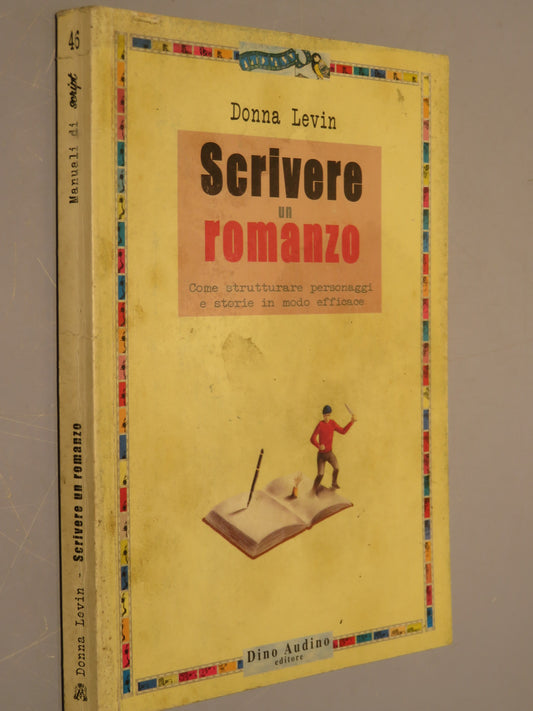 Donna Levin
Scrivere
un
romanzo
Come strutturare personaggi
e storie in modo efficace
Dino Audino
editore
Donna Levin - Scrivere un romanzo
Manuali di script